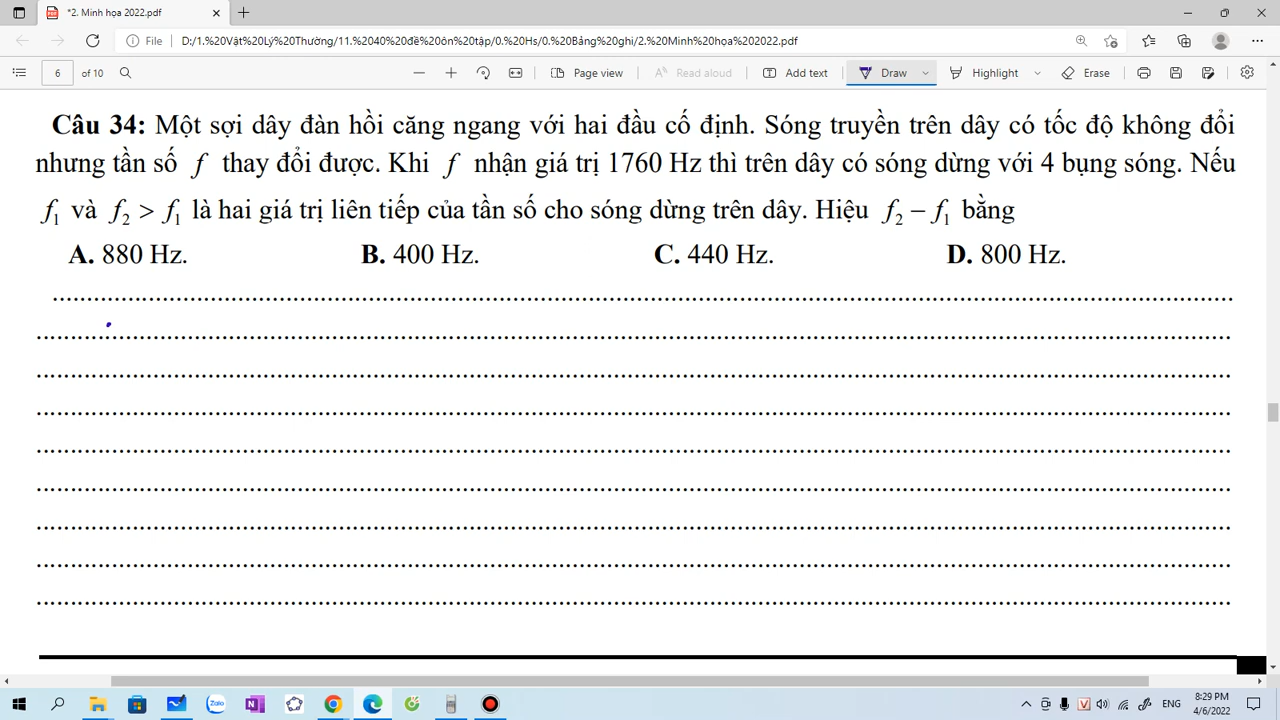 *2. Minh họa 2022.pdf
File
D:/1.%20Vật%20Lý%20Thường/11.%2040%20đề%20ôn%20tập/0.%20Hs/0.%20Bảng%20ghi/2.%20Minh%20họa%202022.pdf
6 of 10
Page view
Read aloud
Add text
Draw
Highlight
Erase
Câu 34: Một sợi dây đàn hồi căng ngang với hai đầu cố định. Sóng truyền trên dây có tốc độ không đổi
nhưng tần số f thay đổi được. Khi f nhận giá trị 1760 Hz thì trên dây có sóng dừng với 4 bụng sóng. Nếu
f₁ và f₂ > f₁ là hai giá trị liên tiếp của tần số cho sóng dừng trên dây. Hiệu f₂ − f₁ bằng
A. 880 Hz. B. 400 Hz. C. 440 Hz. D. 800 Hz.
Zalo
ENG
8:29 PM
4/6/2022